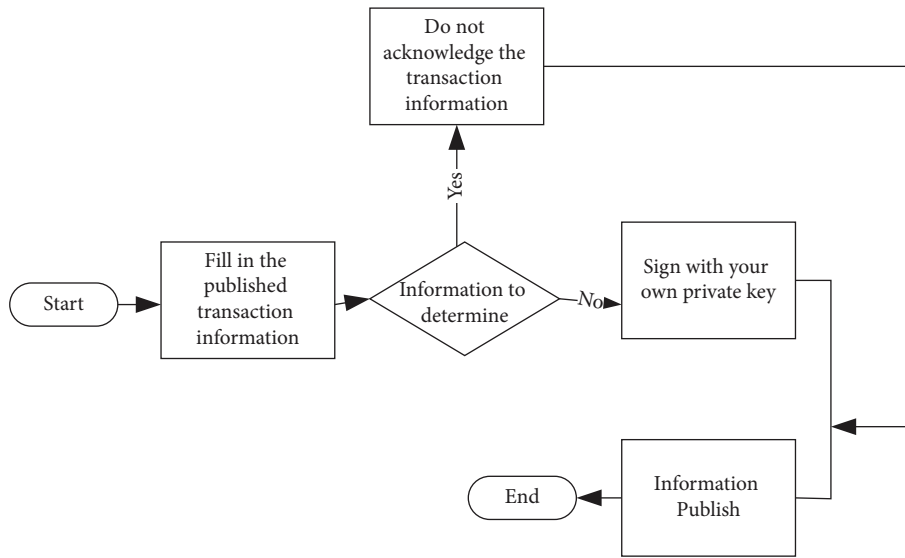 Do not
acknowledge the
transaction
information
Yes
Start
Fill in the
published
transaction
information
Information to
determine
No
Sign with your
own private key
End
Information
Publish